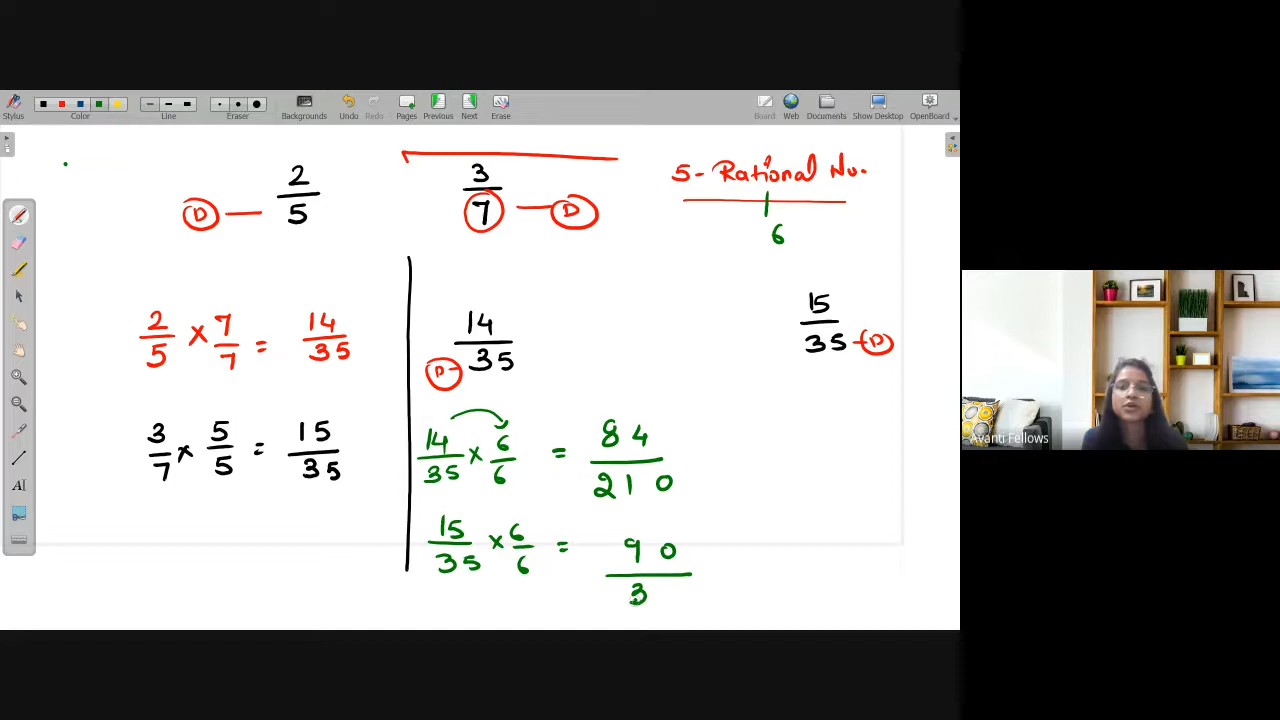 Stylus Color Line Eraser Backgrounds Undo Redo Pages Previous Next Erase Board Web Documents Show Desktop OpenBoard
D — 2/5
3/7 — D
5 - Rational No.
6
2/5 × 7/7 = 14/35
14/35
D -
15/35 - D
3/7 × 5/5 = 15/35
14/35 × 6/6 = 84/210
15/35 × 6/6 = 90/3
AI
Avanti Fellows